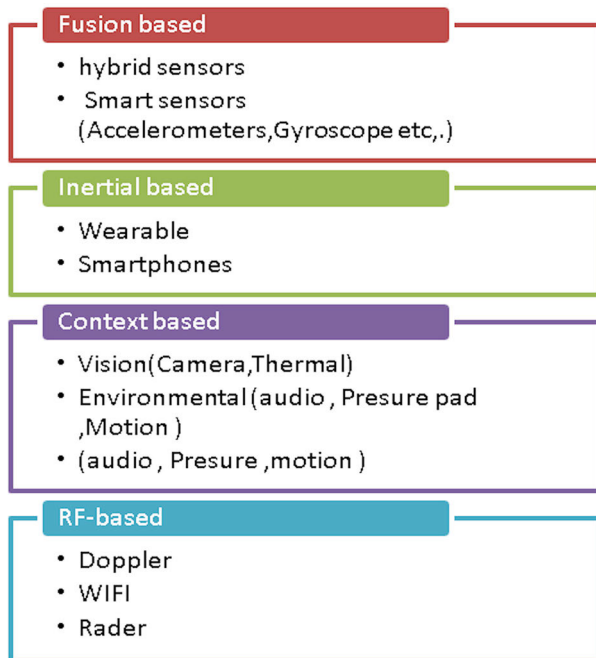 Fusion based
• hybrid sensors
• Smart sensors
(Accelerometers,Gyroscope etc,.)
Inertial based
• Wearable
• Smartphones
Context based
• Vision(Camera,Thermal)
• Environmental(audio , Presure pad
,Motion )
• (audio , Presure ,motion )
RF-based
• Doppler
• WIFI
• Rader